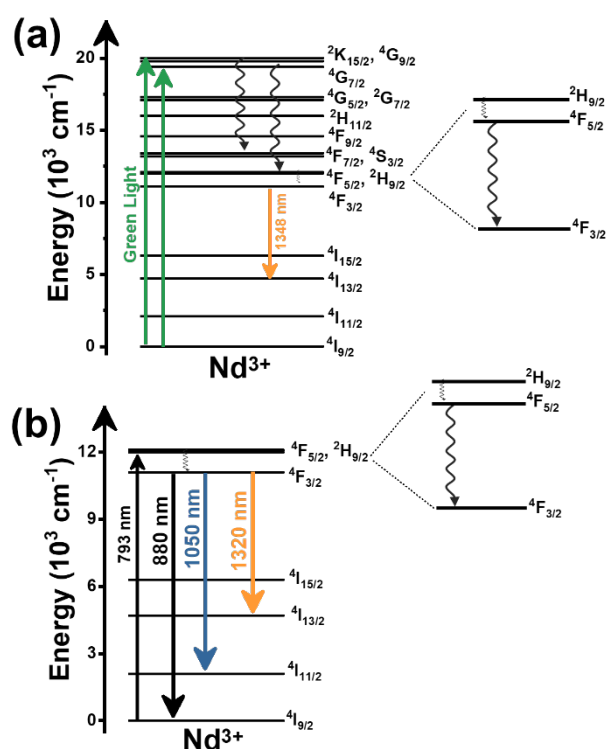 (a)
Energy (10³ cm⁻¹)
20
15
10
5
0
Green Light
1348 nm
²K₁₅/₂, ⁴G₉/₂
⁴G₇/₂
⁴G₅/₂, ²G₇/₂
²H₁₁/₂
⁴F₉/₂
⁴F₇/₂, ⁴S₃/₂
⁴F₅/₂, ²H₉/₂
⁴F₃/₂
⁴I₁₅/₂
⁴I₁₃/₂
⁴I₁₁/₂
⁴I₉/₂
Nd³⁺
²H₉/₂
⁴F₅/₂
⁴F₃/₂
(b)
Energy (10³ cm⁻¹)
12
9
6
3
0
793 nm
880 nm
1050 nm
1320 nm
⁴F₅/₂, ²H₉/₂
⁴F₃/₂
⁴I₁₅/₂
⁴I₁₃/₂
⁴I₁₁/₂
⁴I₉/₂
Nd³⁺
²H₉/₂
⁴F₅/₂
⁴F₃/₂